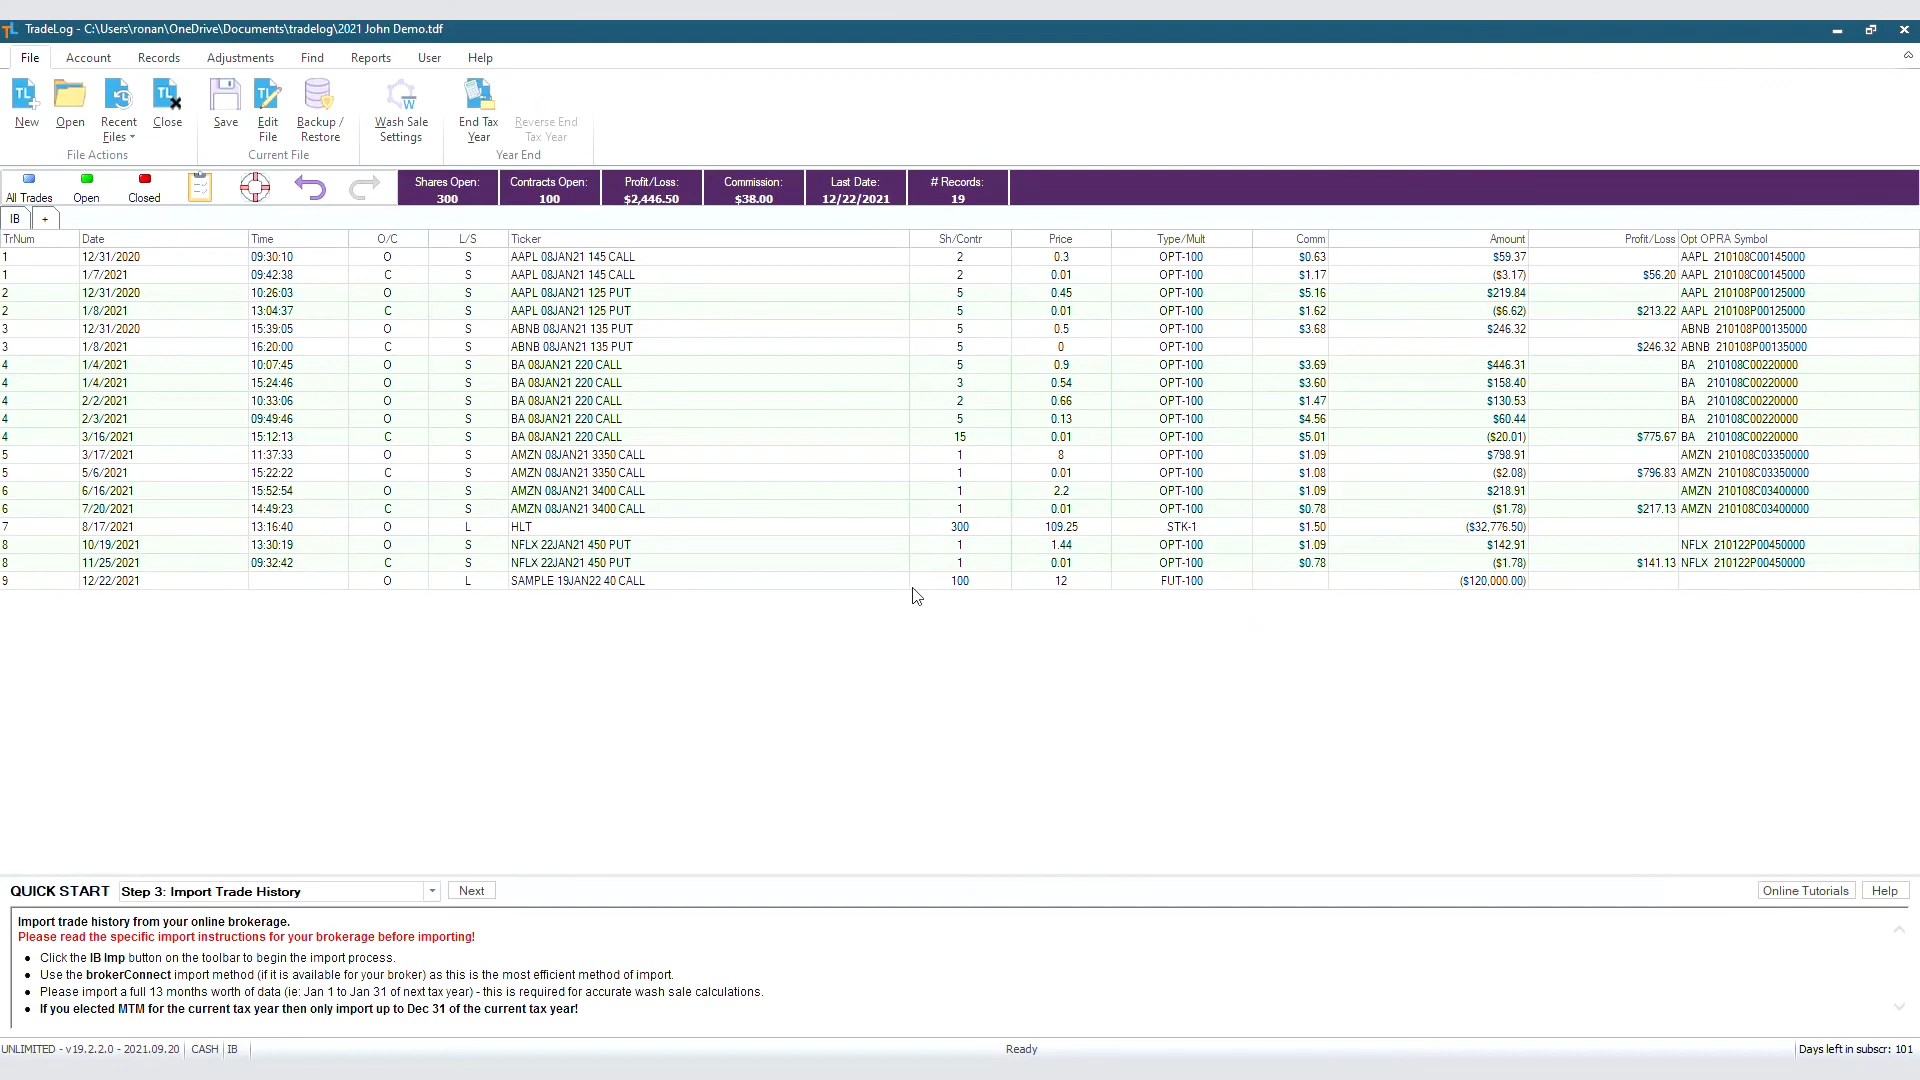 TradeLog - C:\Users\ronan\OneDrive\Documents\tradelog\2021 John Demo.tdf
File Account Records Adjustments Find Reports User Help
New Open Recent Files Close Save Edit File Backup / Restore Wash Sale Settings End Tax Year Reverse End Tax Year
File Actions Current File Year End
All Trades Open Closed
Shares Open: Contracts Open: Profit/Loss: Commission: Last Date: # Records:
300 100 $2,446.50 $38.00 12/22/2021 19
IB +
TrNum Date Time O/C L/S Ticker Sh/Contr Price Type/Mult Comm Amount Profit/Loss Opt OPRA Symbol
1 12/31/2020 09:30:10 O S AAPL 08JAN21 145 CALL 2 0.3 OPT-100 $0.63 $59.37 AAPL 210108C00145000
1 1/7/2021 09:42:38 C S AAPL 08JAN21 145 CALL 2 0.01 OPT-100 $1.17 ($3.17) $56.20 AAPL 210108C00145000
2 12/31/2020 10:26:03 O S AAPL 08JAN21 125 PUT 5 0.45 OPT-100 $5.16 $219.84 AAPL 210108P00125000
2 1/8/2021 13:04:37 C S AAPL 08JAN21 125 PUT 5 0.01 OPT-100 $1.62 ($6.62) $213.22 AAPL 210108P00125000
3 12/31/2020 15:39:05 O S ABNB 08JAN21 135 PUT 5 0.5 OPT-100 $3.68 $246.32 ABNB 210108P00135000
3 1/8/2021 16:20:00 C S ABNB 08JAN21 135 PUT 5 0 OPT-100 $246.32 ABNB 210108P00135000
4 1/4/2021 10:07:45 O S BA 08JAN21 220 CALL 5 0.9 OPT-100 $3.69 $446.31 BA 210108C00220000
4 1/4/2021 15:24:46 O S BA 08JAN21 220 CALL 3 0.54 OPT-100 $3.60 $158.40 BA 210108C00220000
4 2/2/2021 10:33:06 O S BA 08JAN21 220 CALL 2 0.66 OPT-100 $1.47 $130.53 BA 210108C00220000
4 2/3/2021 09:49:46 O S BA 08JAN21 220 CALL 5 0.13 OPT-100 $4.56 $60.44 BA 210108C00220000
4 3/16/2021 15:12:13 C S BA 08JAN21 220 CALL 15 0.01 OPT-100 $5.01 ($20.01) $775.67 BA 210108C00220000
5 3/17/2021 11:37:33 O S AMZN 08JAN21 3350 CALL 1 8 OPT-100 $1.09 $798.91 AMZN 210108C03350000
5 5/6/2021 15:22:22 C S AMZN 08JAN21 3350 CALL 1 0.01 OPT-100 $1.08 ($2.08) $796.83 AMZN 210108C03350000
6 6/16/2021 15:52:54 O S AMZN 08JAN21 3400 CALL 1 2.2 OPT-100 $1.09 $218.91 AMZN 210108C03400000
6 7/20/2021 14:49:23 C S AMZN 08JAN21 3400 CALL 1 0.01 OPT-100 $0.78 ($1.78) $217.13 AMZN 210108C03400000
7 8/17/2021 13:16:40 O L HLT 300 109.25 STK-1 $1.50 ($32,776.50)
8 10/19/2021 13:30:19 O S NFLX 22JAN21 450 PUT 1 1.44 OPT-100 $1.09 $142.91 NFLX 210122P00450000
8 11/25/2021 09:32:42 C S NFLX 22JAN21 450 PUT 1 0.01 OPT-100 $0.78 ($1.78) $141.13 NFLX 210122P00450000
9 12/22/2021 O L SAMPLE 19JAN22 40 CALL 100 12 FUT-100 ($120,000.00)
QUICK START Step 3: Import Trade History Next Online Tutorials Help
Import trade history from your online brokerage.
Please read the specific import instructions for your brokerage before importing!
• Click the IB Imp button on the toolbar to begin the import process.
• Use the brokerConnect import method (if it is available for your broker) as this is the most efficient method of import.
• Please import a full 13 months worth of data (ie: Jan 1 to Jan 31 of next tax year) - this is required for accurate wash sale calculations.
• If you elected MTM for the current tax year then only import up to Dec 31 of the current tax year!
UNLIMITED - v19.2.2.0 - 2021.09.20 CASH IB Ready Days left in subscr: 101